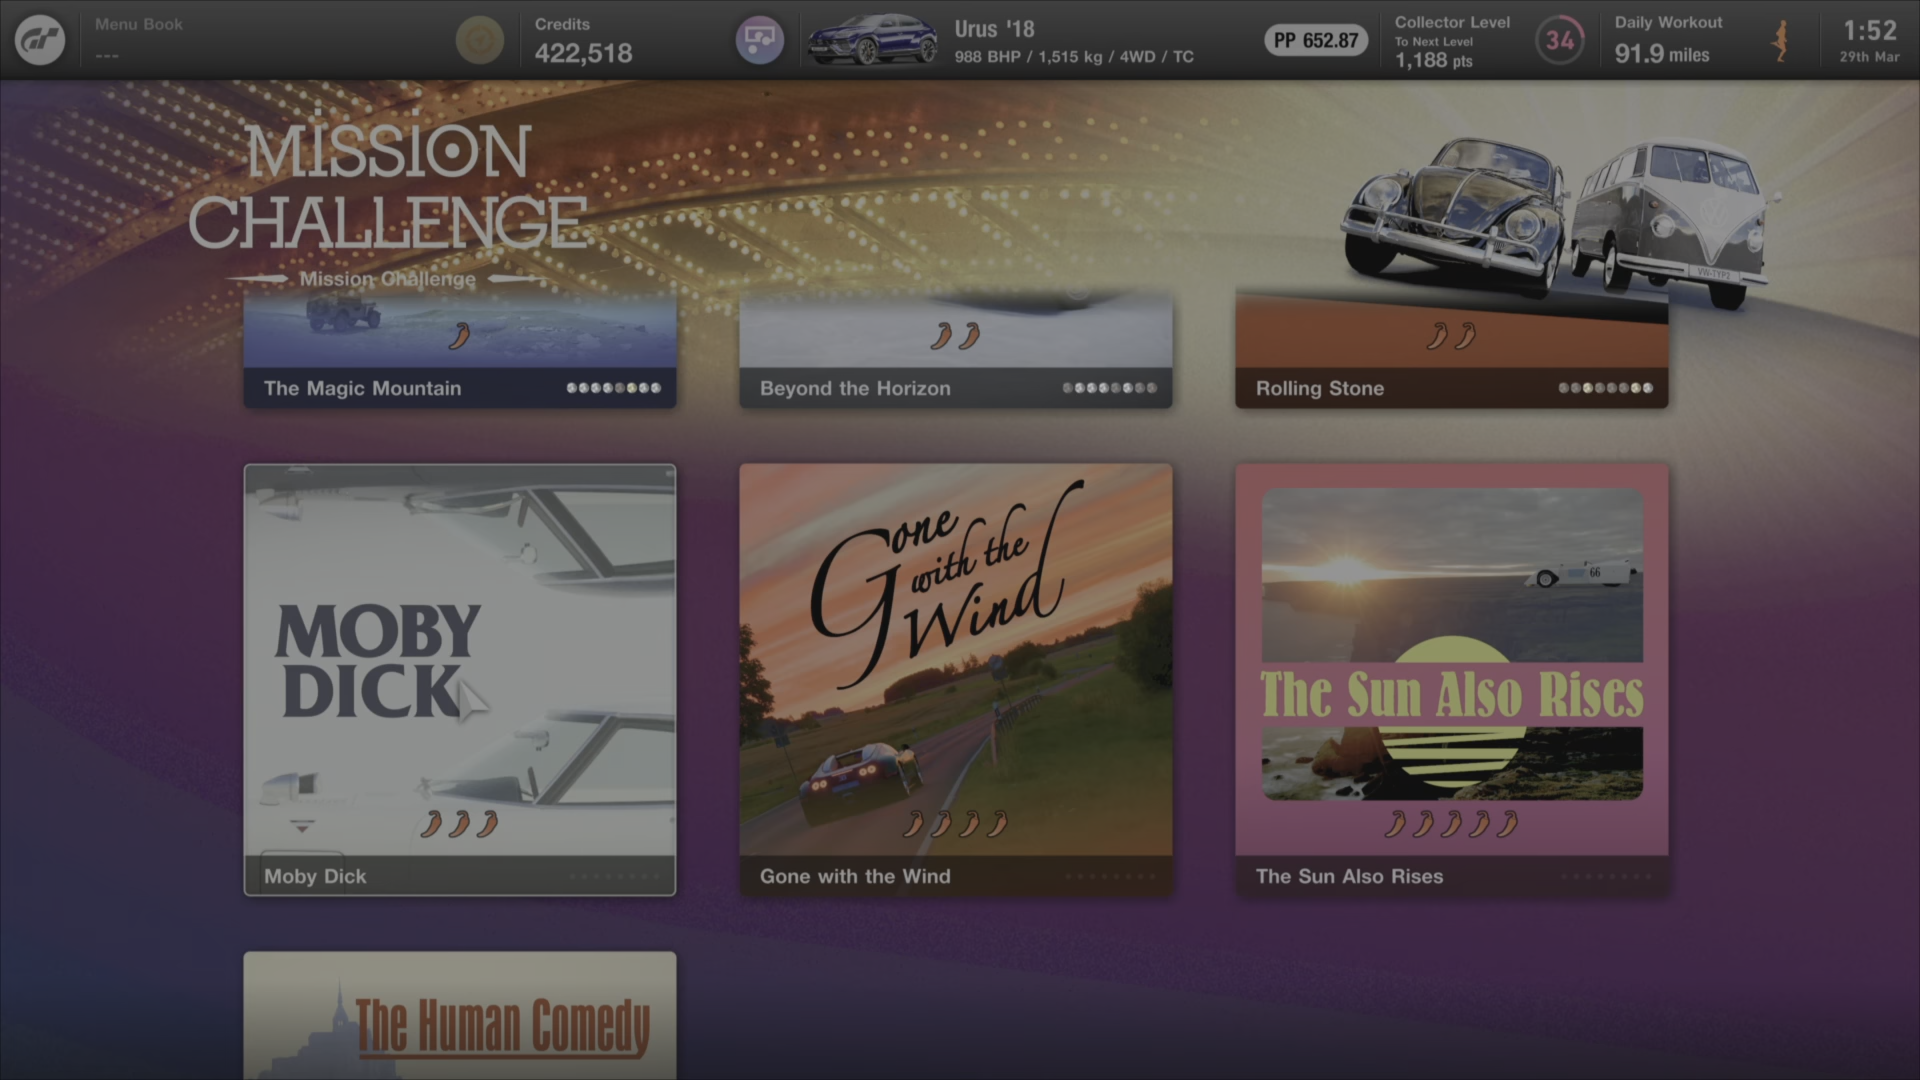 Menu Book
---
Credits
422,518
Urus '18
988 BHP / 1,515 kg / 4WD / TC
PP 652.87
Collector Level
To Next Level
1,188 pts
34
Daily Workout
91.9 miles
1:52
29th Mar
MISSION
CHALLENGE
Mission Challenge
VW-TYP2
The Magic Mountain
Beyond the Horizon
Rolling Stone
MOBY
DICK
Moby Dick
Gone
with the
Wind
Gone with the Wind
66
The Sun Also Rises
The Sun Also Rises
The Human Comedy